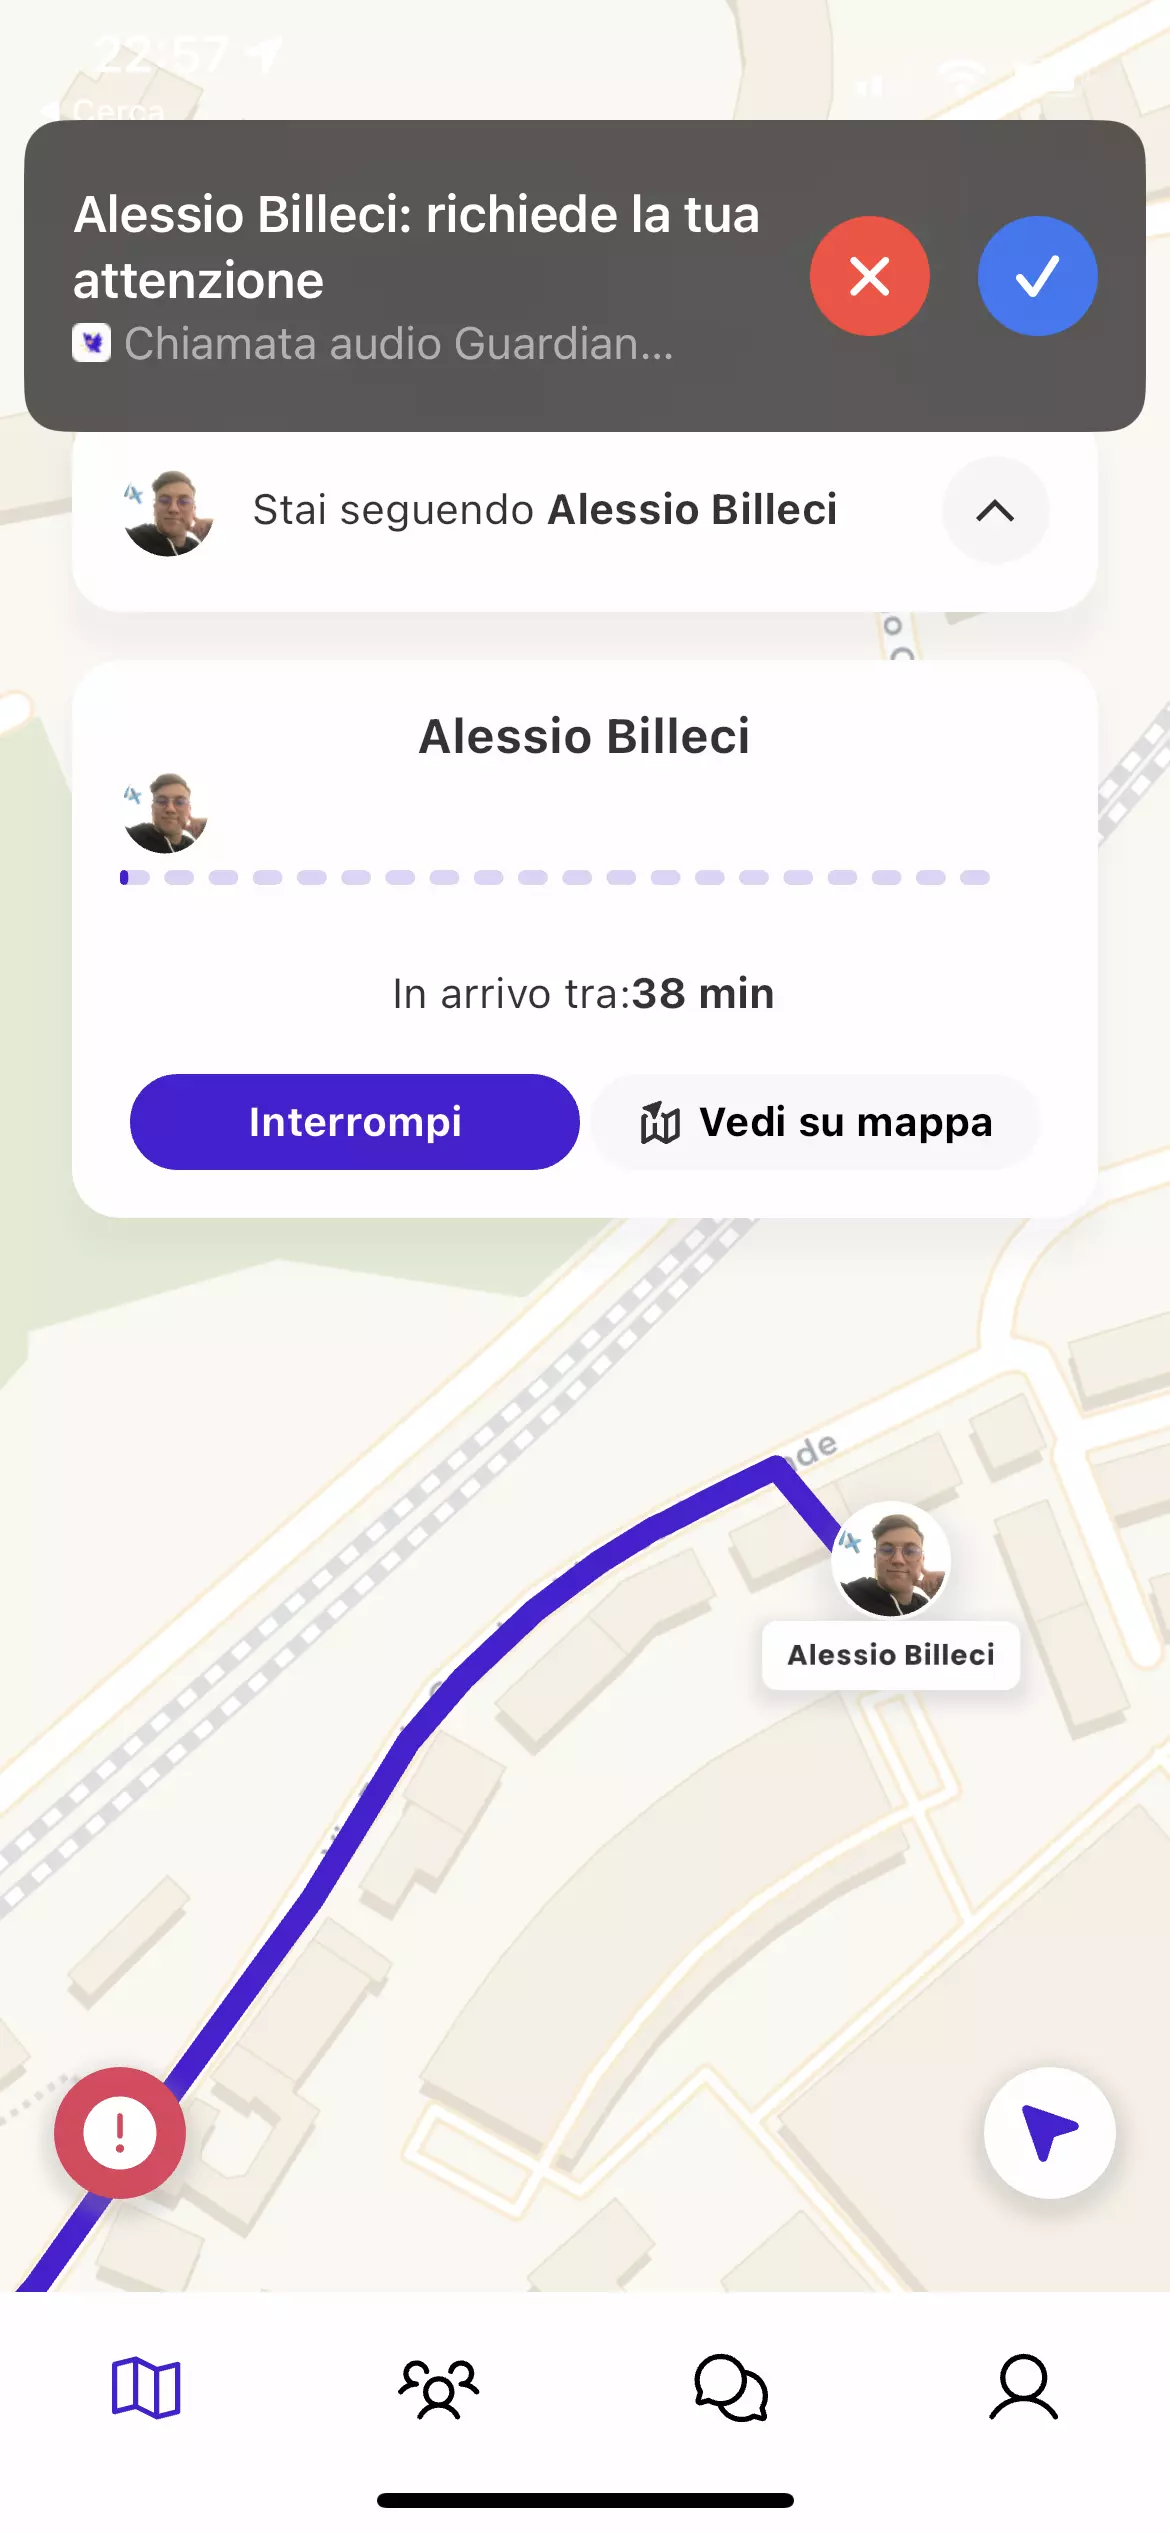 22:57
Cerca
Alessio Billeci: richiede la tua
attenzione
Chiamata audio Guardian...
Stai seguendo Alessio Billeci
Alessio Billeci
In arrivo tra:38 min
Interrompi
Vedi su mappa
nde
Alessio Billeci